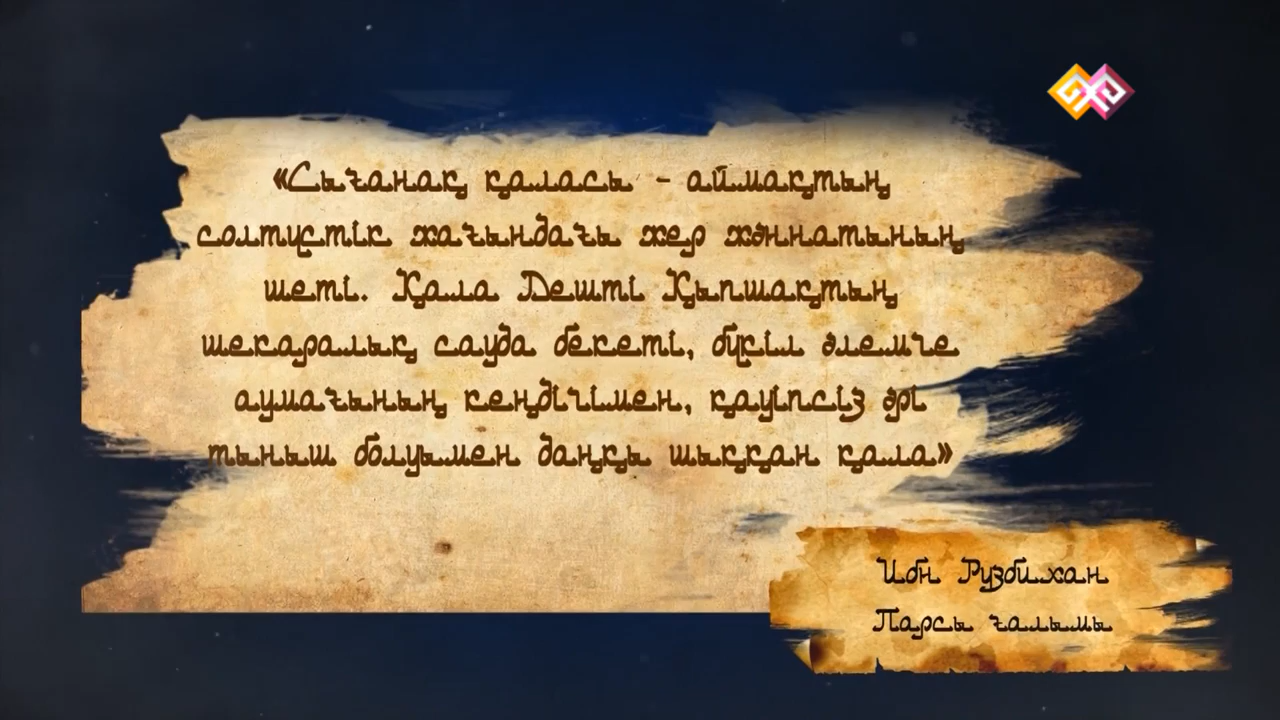 «Сығанақ қаласы - аймақтың
солтүстік жағындағы жер жәннатының
шеті. Қала Дешті Қыпшақтың
шекаралық сауда бекеті, бүкіл әлемге
аумағының кеңдігімен, қауіпсіз әрі
тыныш болуымен даңқы шыққан қала»
Ибн Рузбихан
Парсы ғалымы